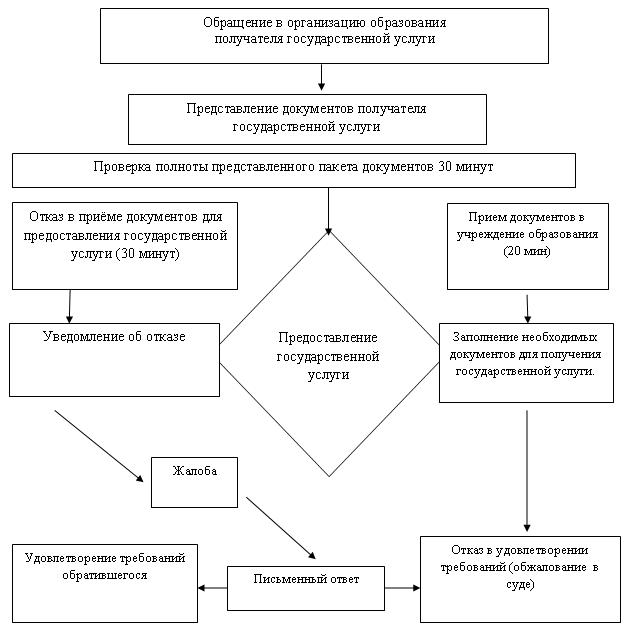 Обращение в организацию образования
получателя государственной услуги
Представление документов получателя
государственной услуги
Проверка полноты представленного пакета документов 30 минут
Отказ в приёме документов для
предоставления государственной
услуги (30 минут)
Прием документов в
учреждение образования
(20 мин)
Уведомление об отказе
Предоставление
государственной
услуги
Заполнение необходимых
документов для получения
государственной услуги.
Жалоба
Удовлетворение требований
обратившегося
Письменный ответ
Отказ в удовлетворении
требований (обжалование в
суде)